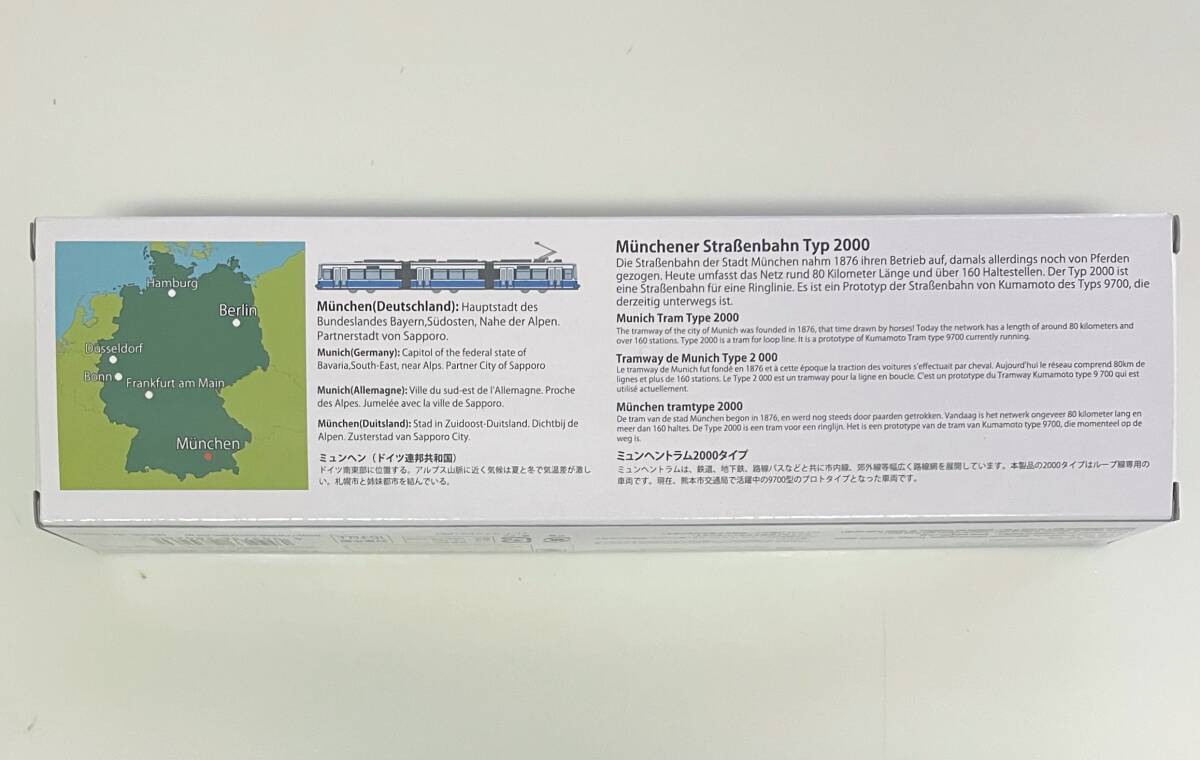 Hamburg
Berlin
Düsseldorf
Bonn
Frankfurt am Main
München
München(Deutschland): Hauptstadt des
Bundeslandes Bayern,Südosten, Nahe der Alpen.
Partnerstadt von Sapporo.
Munich(Germany): Capitol of the federal state of
Bavaria,South-East, near Alps. Partner City of Sapporo
Munich(Allemagne): Ville du sud-est de l'Allemagne. Proche
des Alpes. Jumelée avec la ville de Sapporo.
München(Duitsland): Stad in Zuidoost-Duitsland. Dichtbij de
Alpen. Zusterstad van Sapporo City.
ミュンヘン（ドイツ連邦共和国）
ドイツ南東部に位置する。アルプス山脈に近く候は夏と冬で気温差が激し
い。札幌市と姉妹都市を結んでいる。
Münchener Straßenbahn Typ 2000
Die Straßenbahn der Stadt München nahm 1876 ihren Betrieb auf, damals allerdings noch von Pferden
gezogen. Heute umfasst das Netz rund 80 Kilometer Länge und über 160 Haltestellen. Der Typ 2000 ist
eine Straßenbahn für eine Ringlinie. Es ist ein Prototyp der Straßenbahn von Kumamoto des Typs 9700, die
derzeitig unterwegs ist.
Munich Tram Type 2000
The tramway of the city of Munich was founded in 1876, that time drawn by horses! Today the network has a length of around 80 kilometers and
over 160 stations. Type 2000 is a tram for loop line. It is a prototype of Kumamoto Tram type 9700 currently running.
Tramway de Munich Type 2 000
Le tramway de Munich fut fondé en 1876 et à cette époque la traction des voitures s'effectuait par cheval. Aujourd'hui le réseau comprend 80km de
lignes et plus de 160 stations. Le Type 2 000 est un tramway pour la ligne en boucle. C'est un prototype du Tramway Kumamoto type 9 700 qui est
utilisé actuellement.
München tramtype 2000
De tram van de stad München begon in 1876, en werd nog steeds door paarden getrokken. Vandaag is het netwerk ongeveer 80 kilometer lang en
meer dan 160 haltes. De Type 2000 is een tram voor een ringlijn. Het is een prototype van de tram van Kumamoto type 9700, die momenteel op de
weg is.
ミュンヘントラム2000タイプ
ミュンヘントラムは、鉄道、地下鉄、路線バスなどと共に市内線、郊外線等幅広く路線網を展開しています。本製品の2000タイプはループ線専用の
車両です。現在、熊本市交通局で活躍中の9700型のプロトタイプとなった車両です。